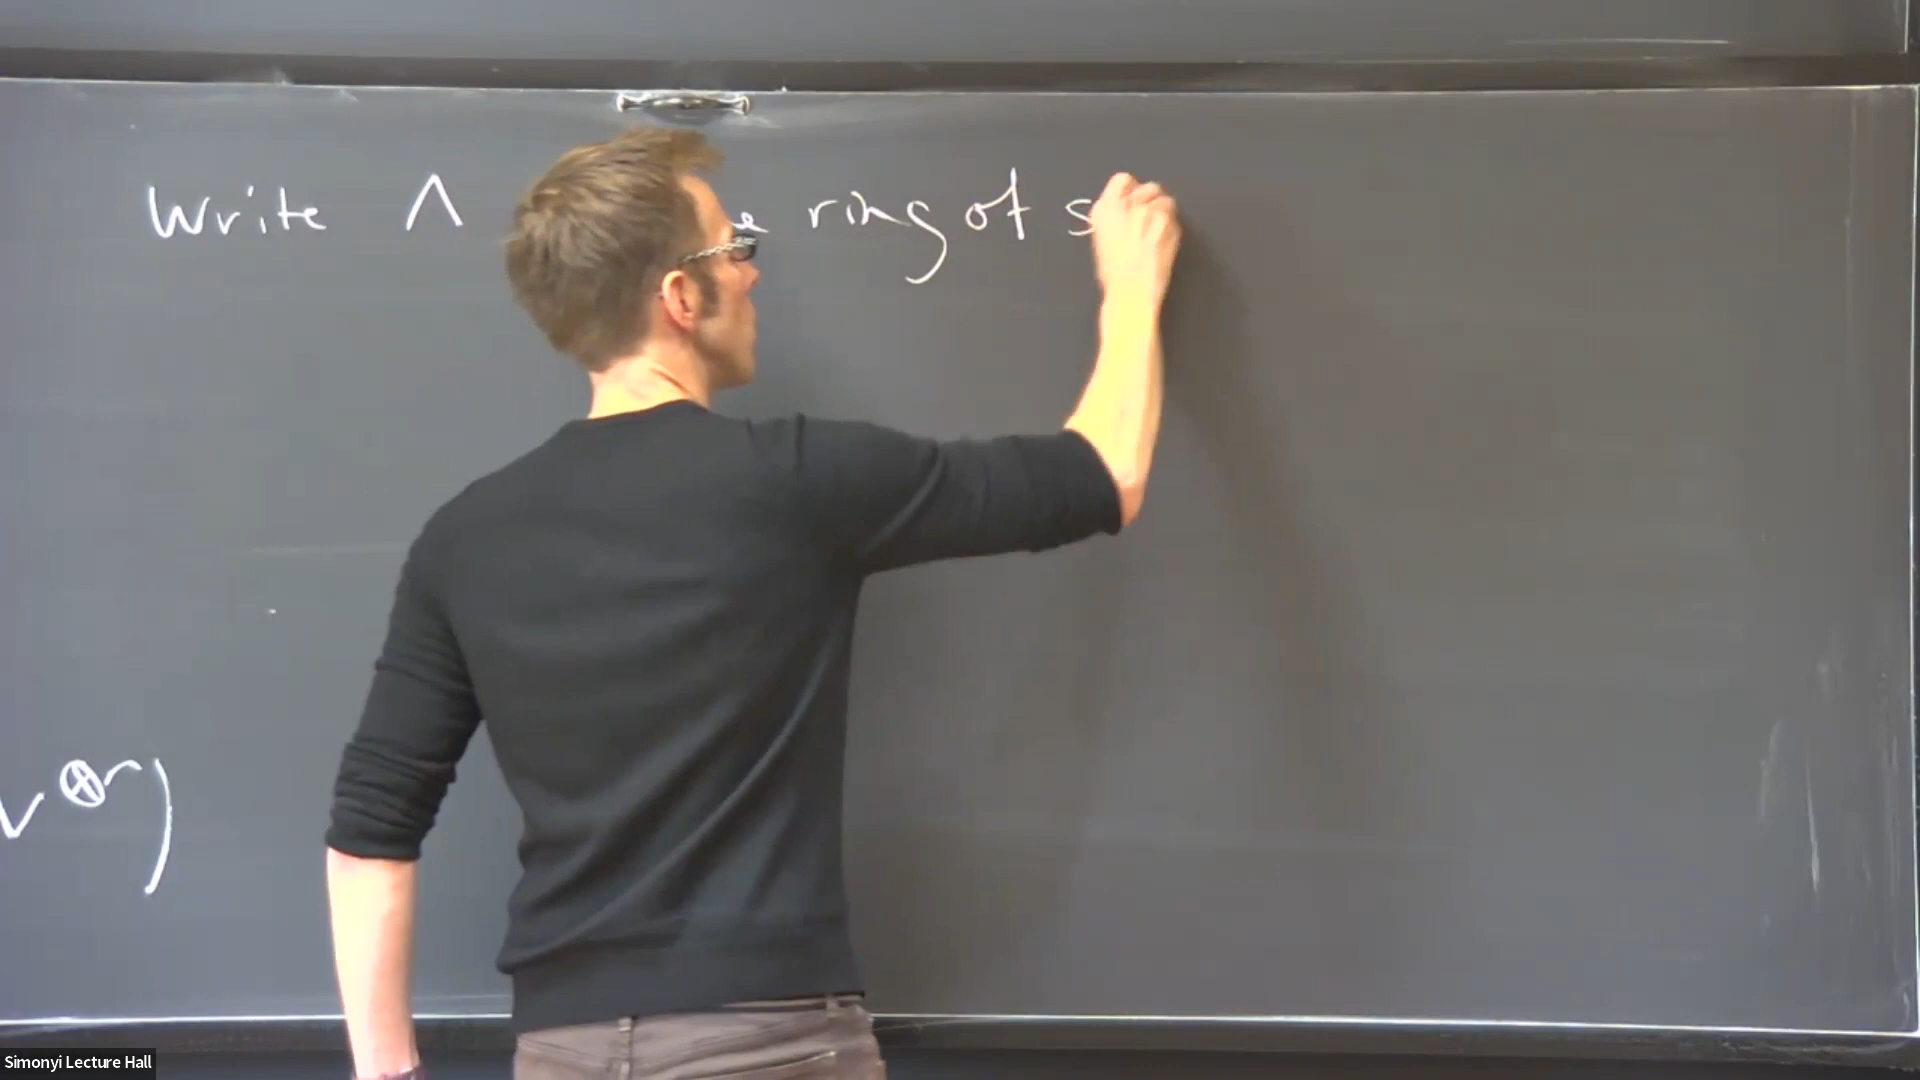 Write Λ ring of
v ⊕r)
Simonyi Lecture Hall